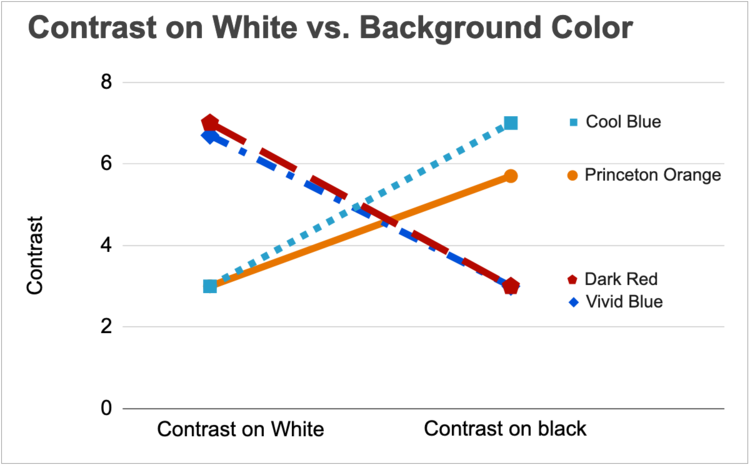 Contrast on White vs. Background Color
8
6
4
2
0
Contrast
Cool Blue
Princeton Orange
Dark Red
Vivid Blue
Contrast on White
Contrast on black